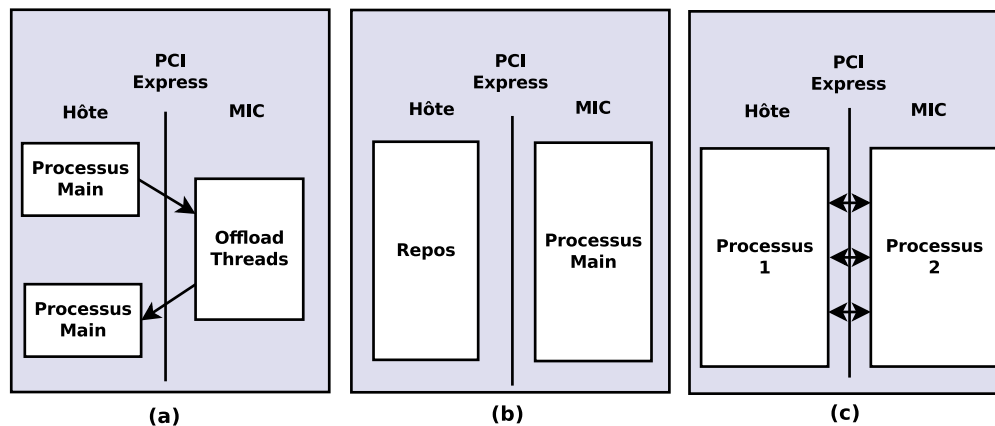 PCI
Express
Hôte
MIC
Processus
Main
Offload
Threads
Processus
Main
(a)
PCI
Express
Hôte
MIC
Repos
Processus
Main
(b)
PCI
Express
Hôte
MIC
Processus
1
Processus
2
(c)